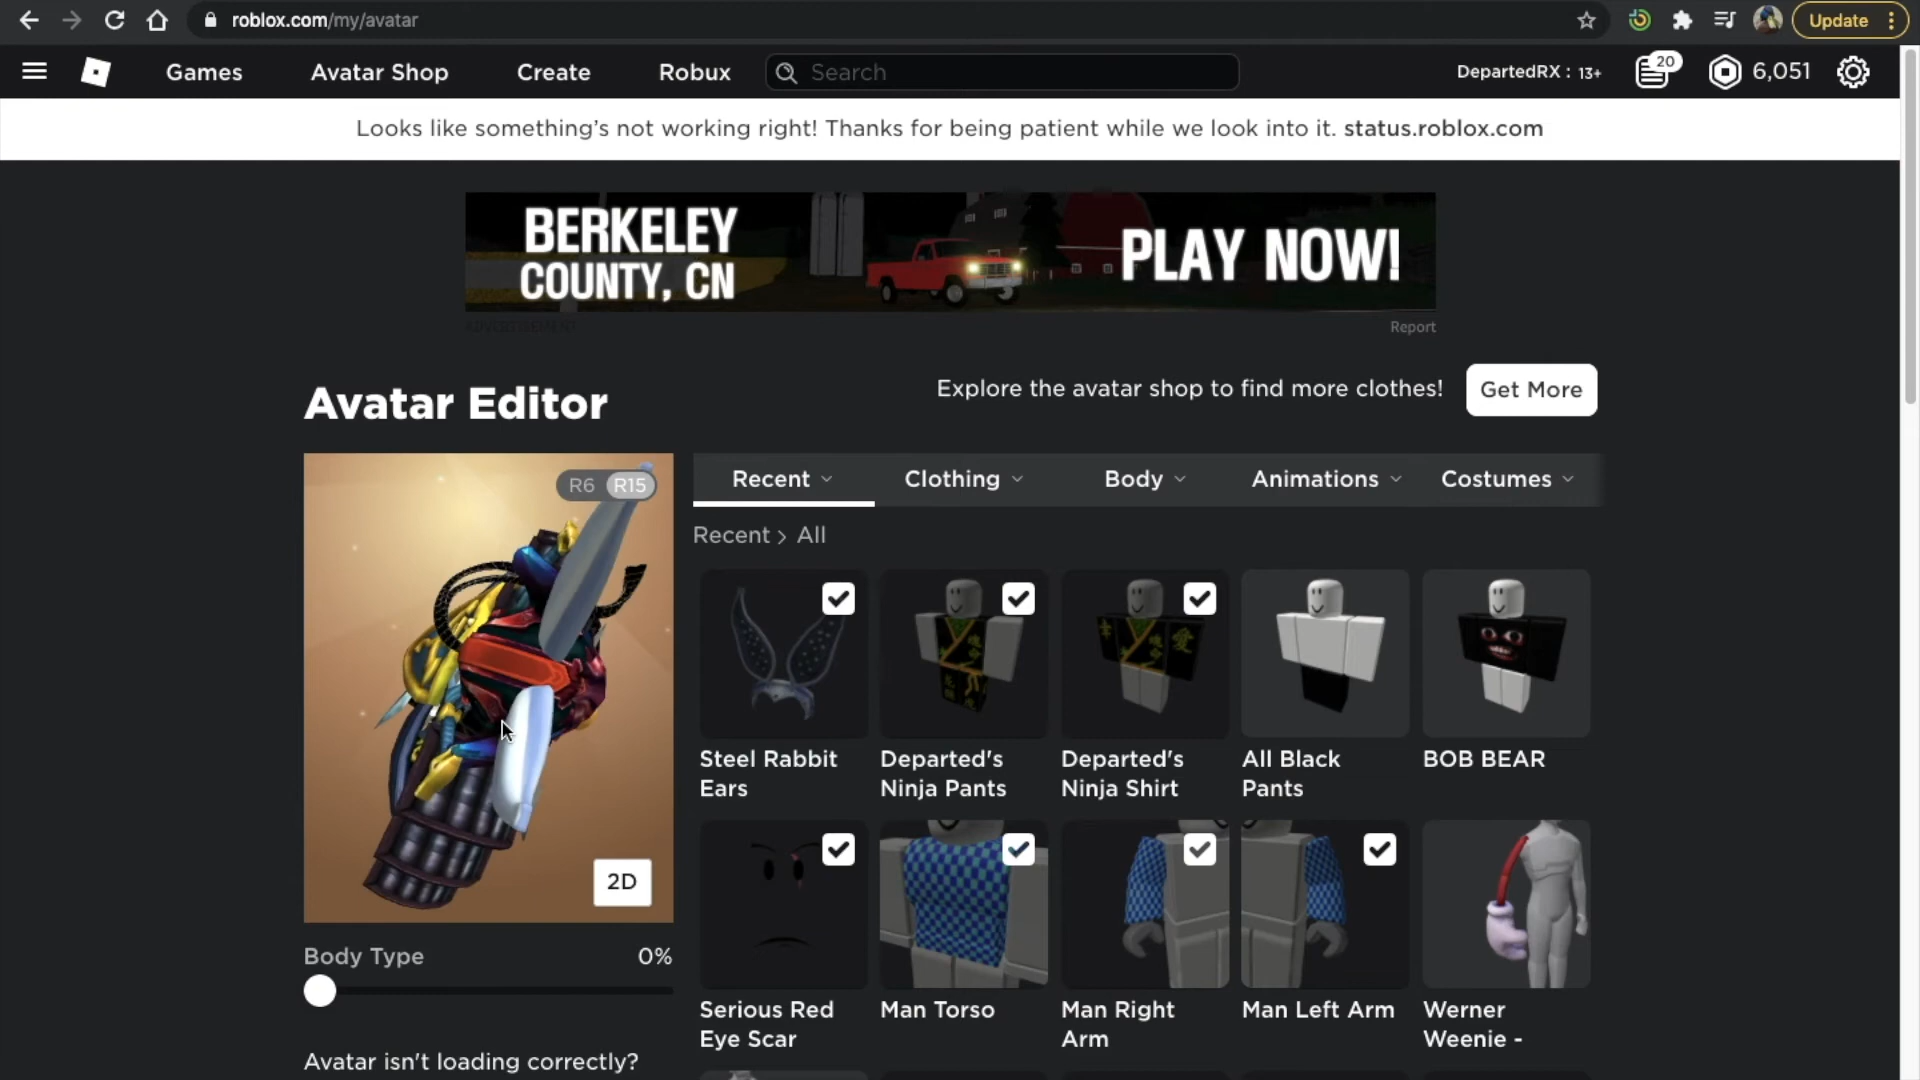 roblox.com/my/avatar
Update
Games
Avatar Shop
Create
Robux
Search
DepartedRX : 13+
20
6,051
Looks like something's not working right! Thanks for being patient while we look into it. status.roblox.com
BERKELEY
COUNTY, CN
PLAY NOW!
ADVERTISEMENT
Report
Avatar Editor
Explore the avatar shop to find more clothes!
Get More
R6
R15
Recent
Clothing
Body
Animations
Costumes
Recent > All
Steel Rabbit
Ears
Departed's
Ninja Pants
Departed's
Ninja Shirt
All Black
Pants
BOB BEAR
2D
Body Type
0%
Serious Red
Eye Scar
Man Torso
Man Right
Arm
Man Left Arm
Werner
Weenie -
Avatar isn't loading correctly?